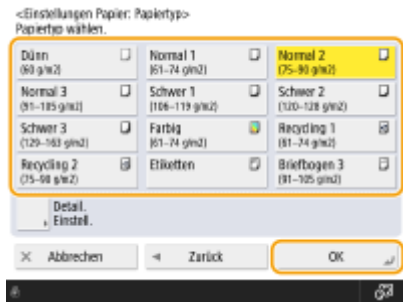 <Einstellungen Papier: Papiertyp>
Papiertyp wählen.
Dünn
(60 g/m2)
Normal 1
(61-74 g/m2)
Normal 2
(75-90 g/m2)
Normal 3
(91-105 g/m2)
Schwer 1
(106-119 g/m2)
Schwer 2
(120-128 g/m2)
Schwer 3
(129-163 g/m2)
Farbig
(61-74 g/m2)
Recycling 1
(61-74 g/m2)
Recycling 2
(75-90 g/m2)
Etiketten
Briefbogen 3
(91-105 g/m2)
Detail.
Einstell.
Abbrechen
Zurück
OK